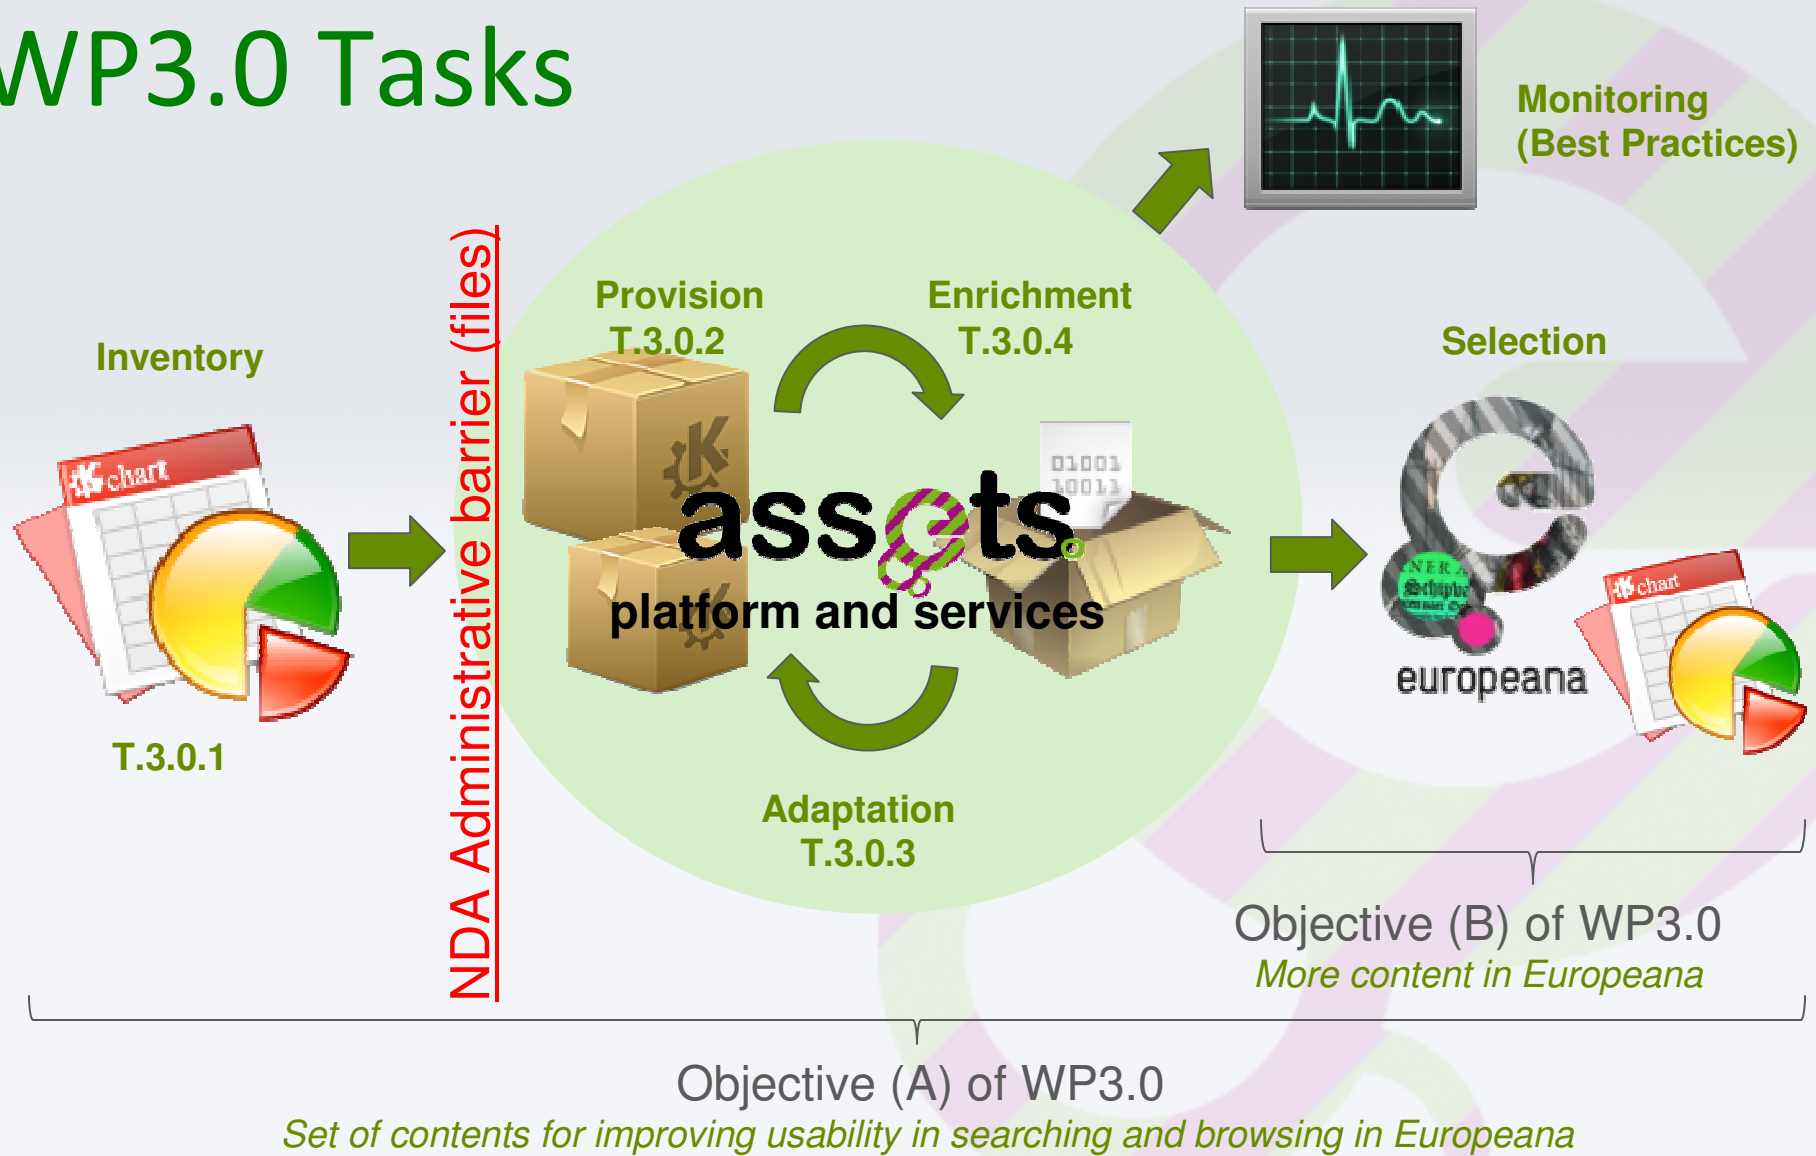 WP3.0 Tasks
Monitoring
(Best Practices)
Inventory
chart
T.3.0.1
NDA Administrative barrier (files)
Provision
T.3.0.2
Enrichment
T.3.0.4
01001
10011
assets
platform and services
Adaptation
T.3.0.3
Selection
europeana
chart
Objective (B) of WP3.0
More content in Europeana
Objective (A) of WP3.0
Set of contents for improving usability in searching and browsing in Europeana